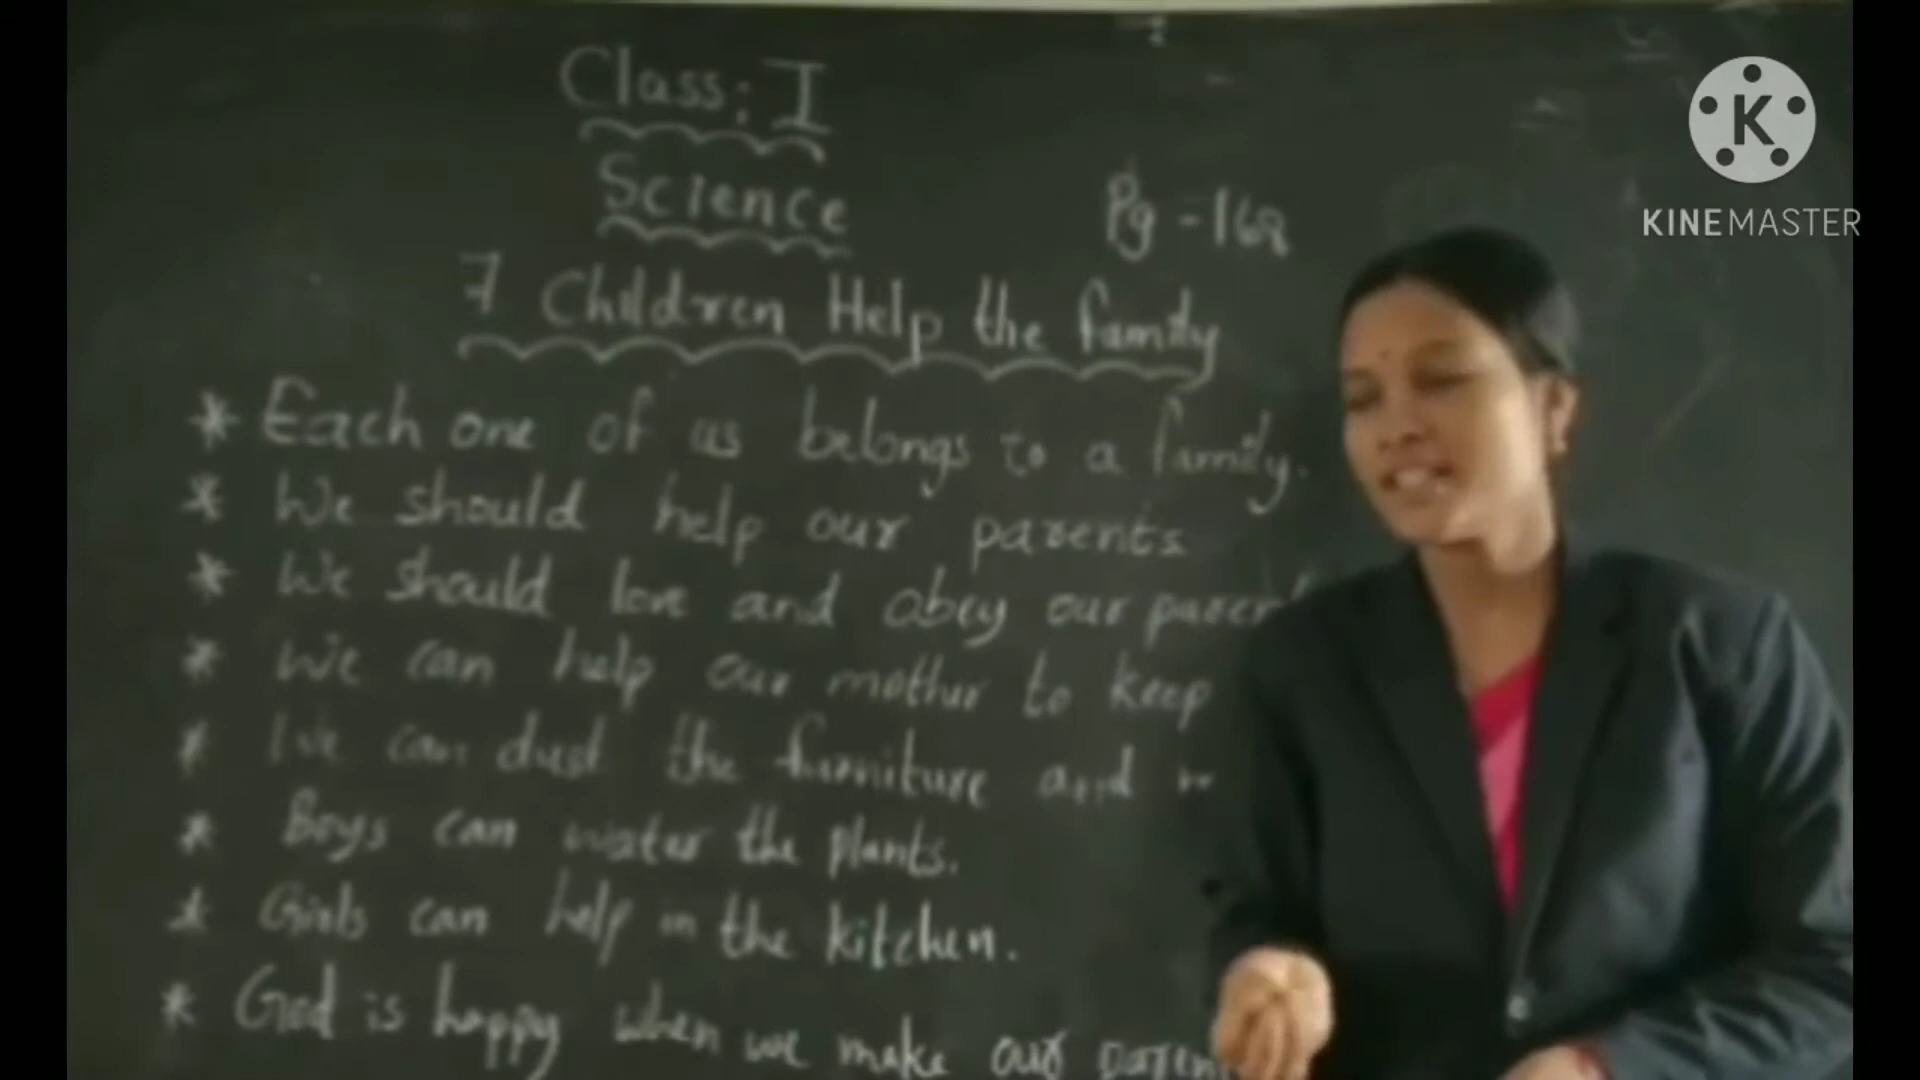 Class: I
Science
Pg - 162
7 Children Help the family
* Each one of us belongs to a family.
* We should help our parents
* We should love and obey our paren
* We can help our mother to keep
* We can dust the furniture and
* Boys can water the plants.
* Girls can help in the kitchen.
* God is happy when we make our paren
K
KINEMASTER